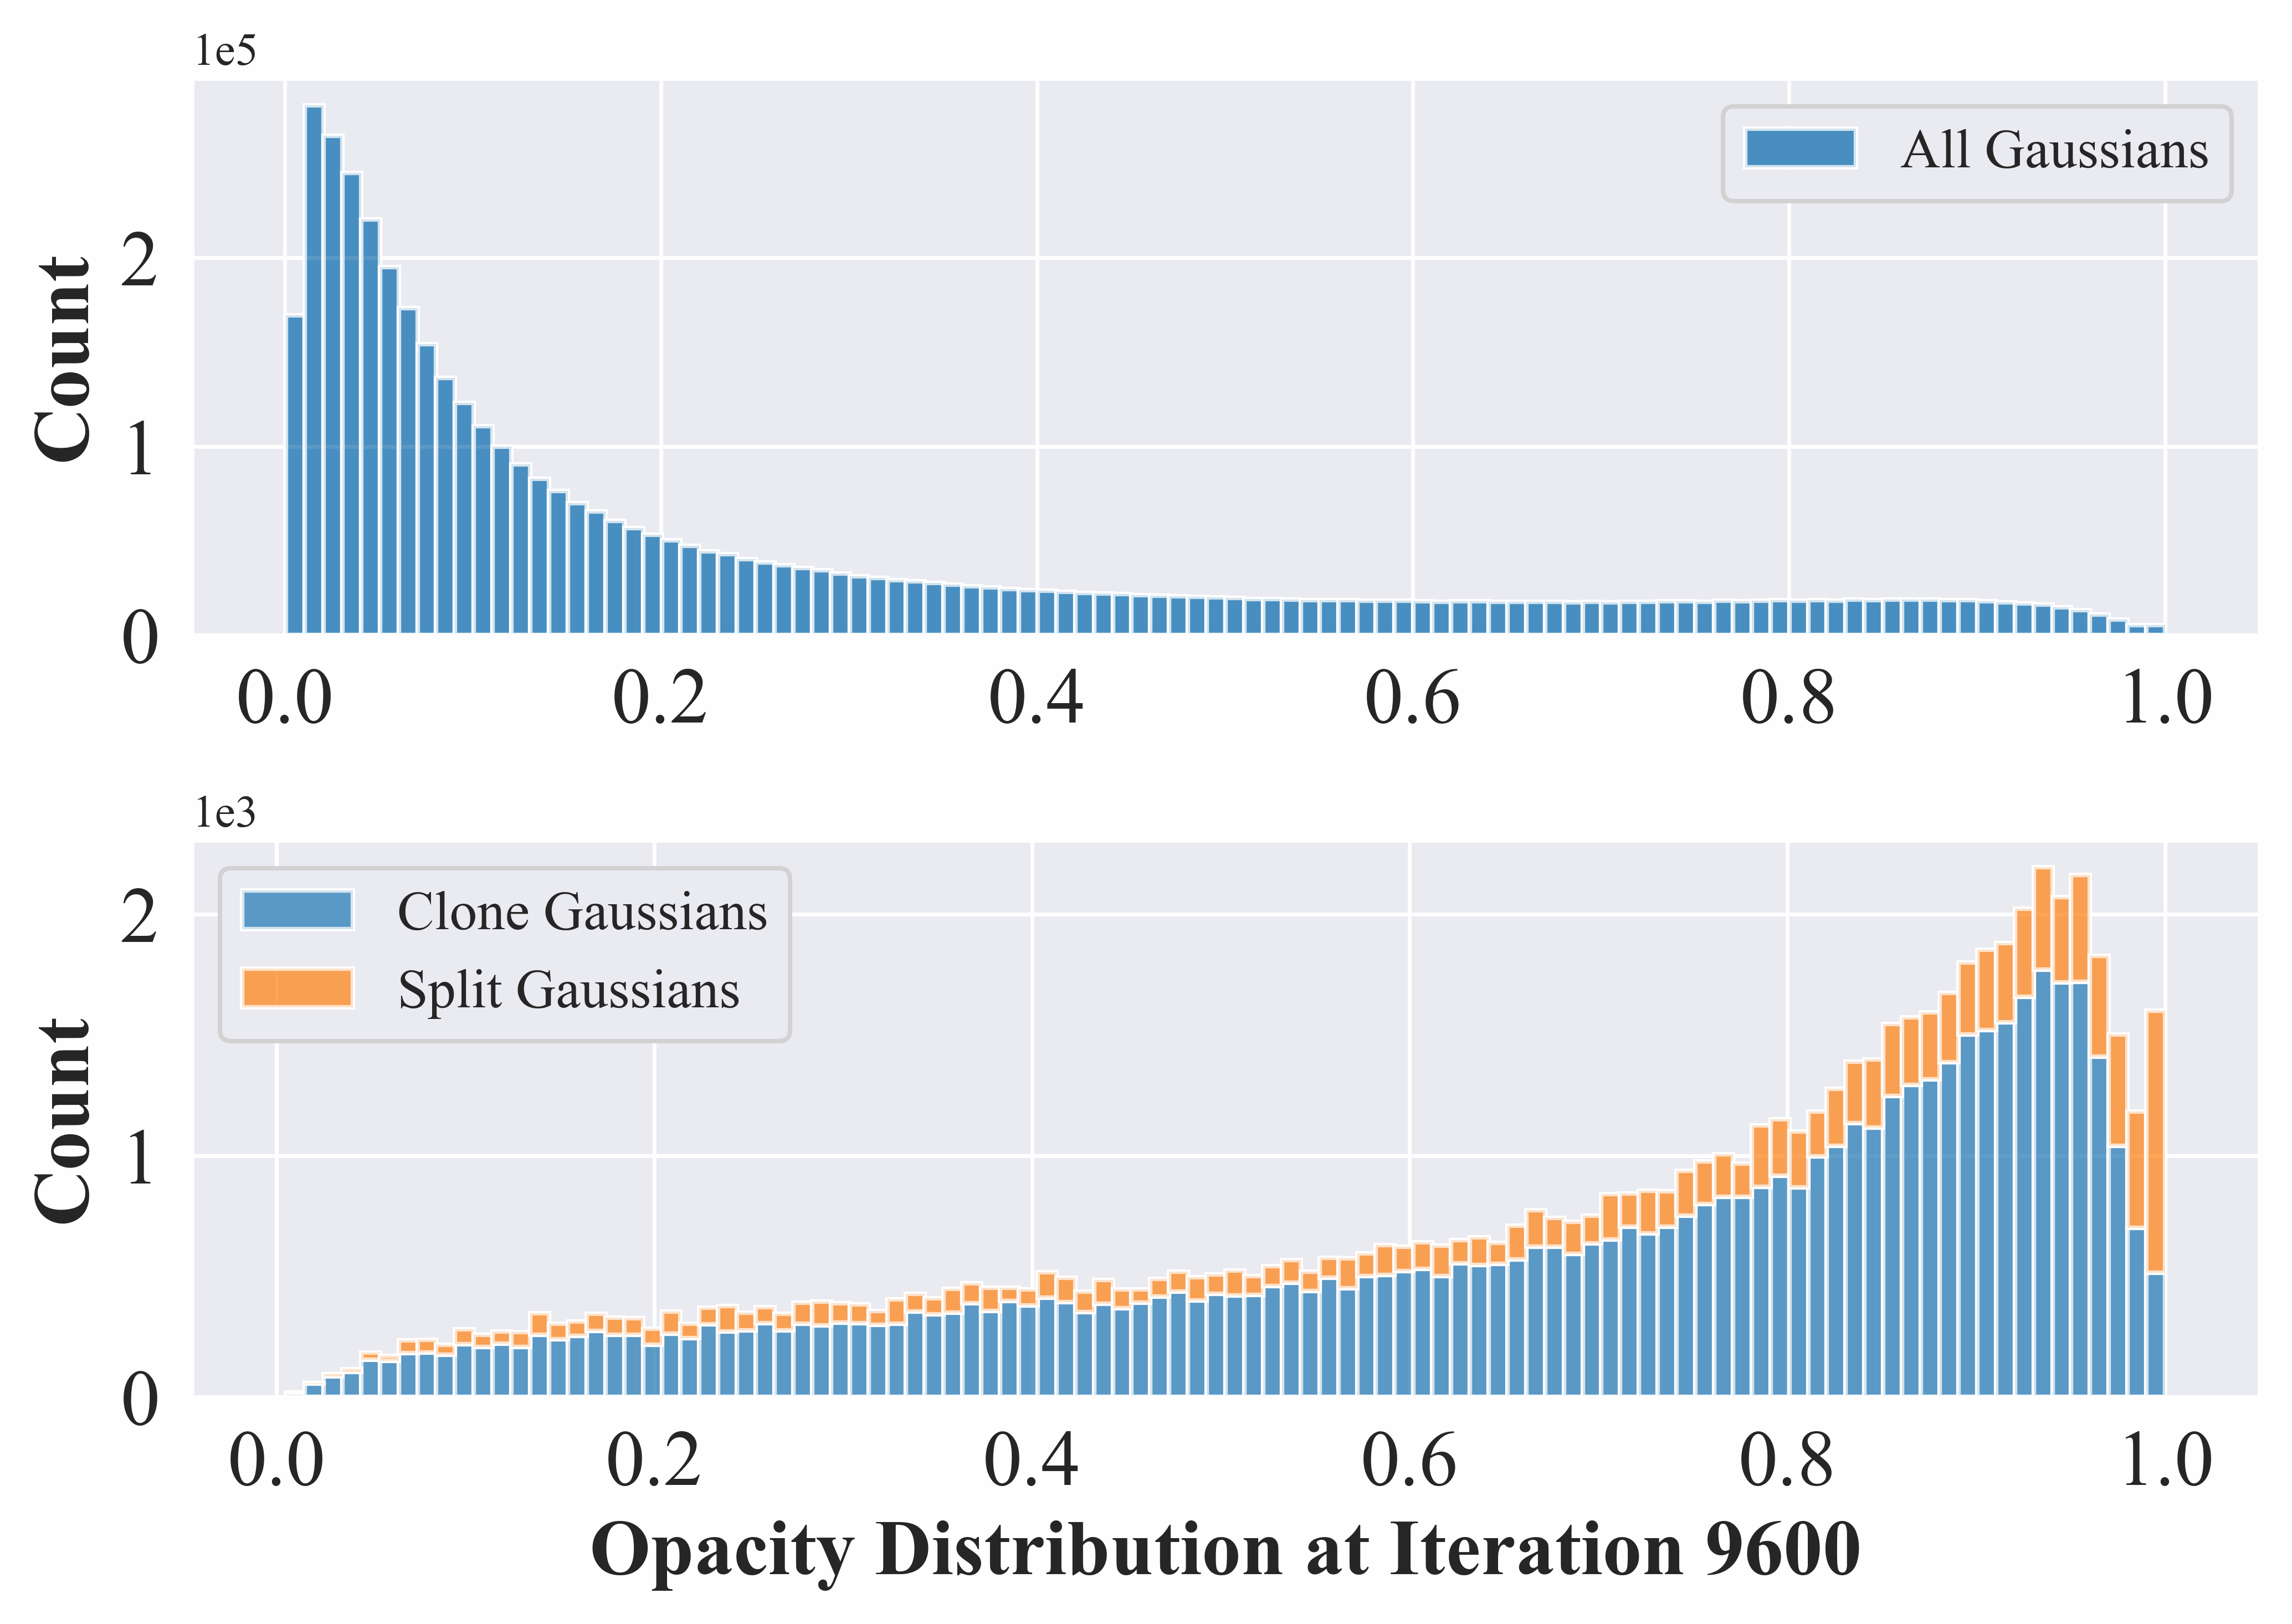 1e5
All Gaussians
Count
2
1
0
0.0 0.2 0.4 0.6 0.8 1.0
1e3
Clone Gaussians
Split Gaussians
Count
2
1
0
0.0 0.2 0.4 0.6 0.8 1.0
Opacity Distribution at Iteration 9600